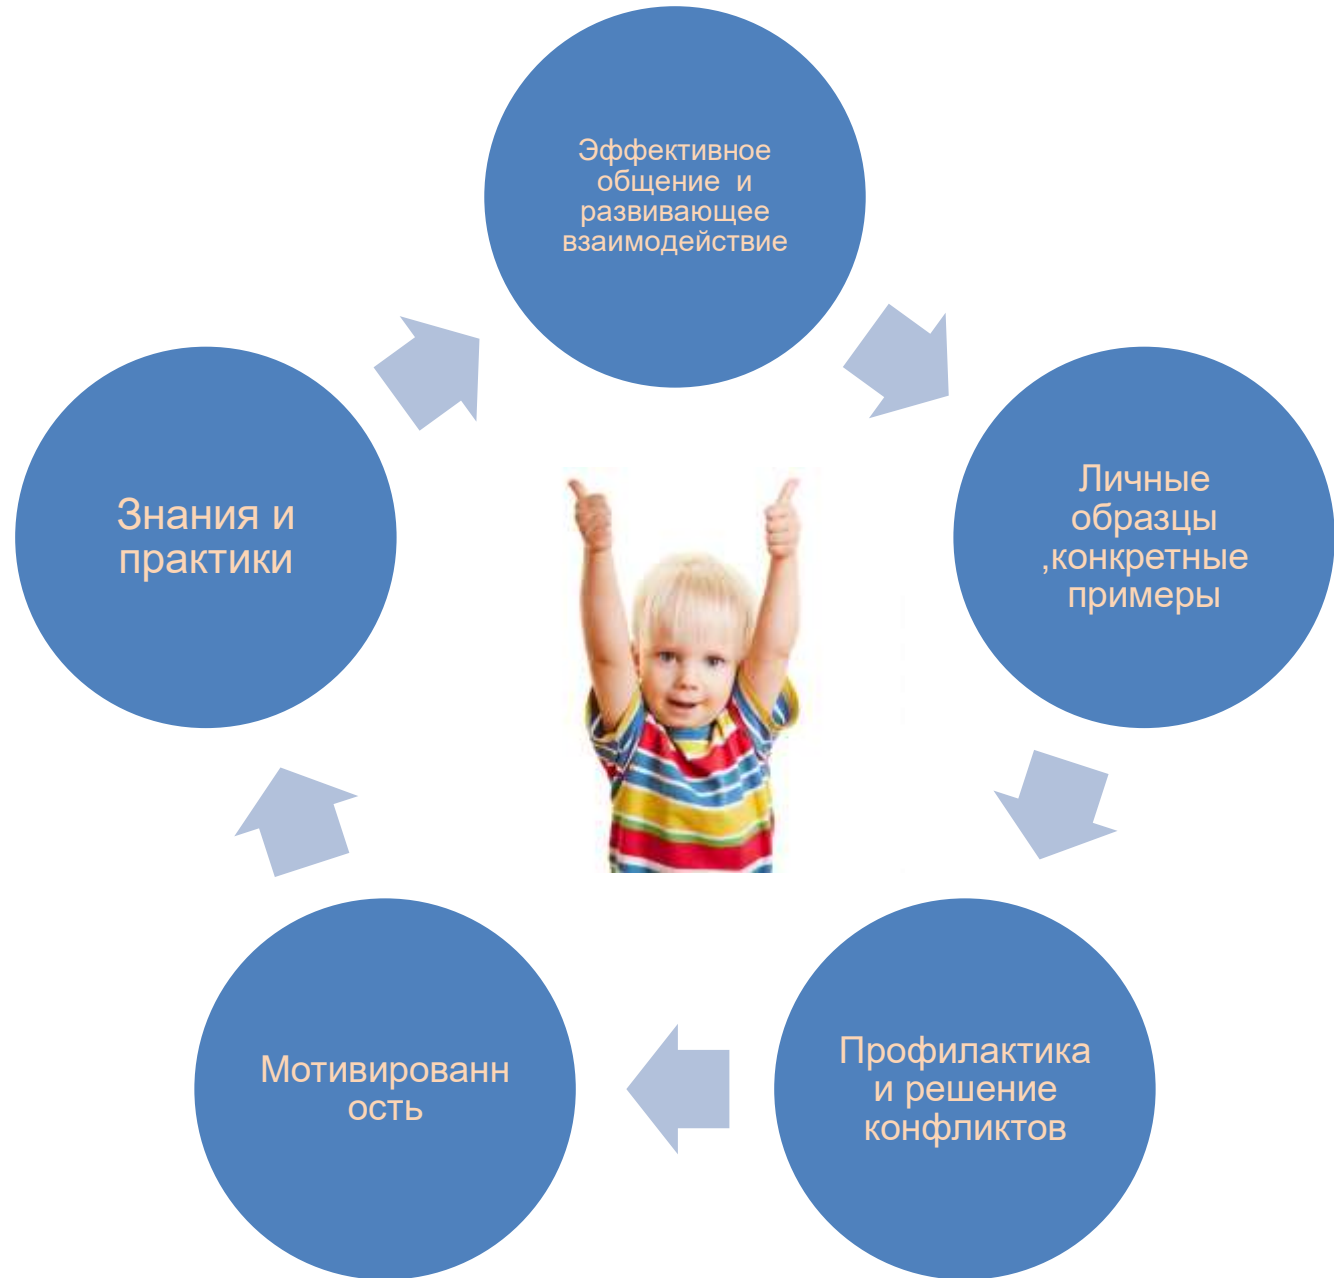 Эффективное
общение  и
развивающее
взаимодействие
Личные
образцы
,конкретные
примеры
Профилактика
и решение
конфликтов
Мотивированн
ость
Знания и
практики